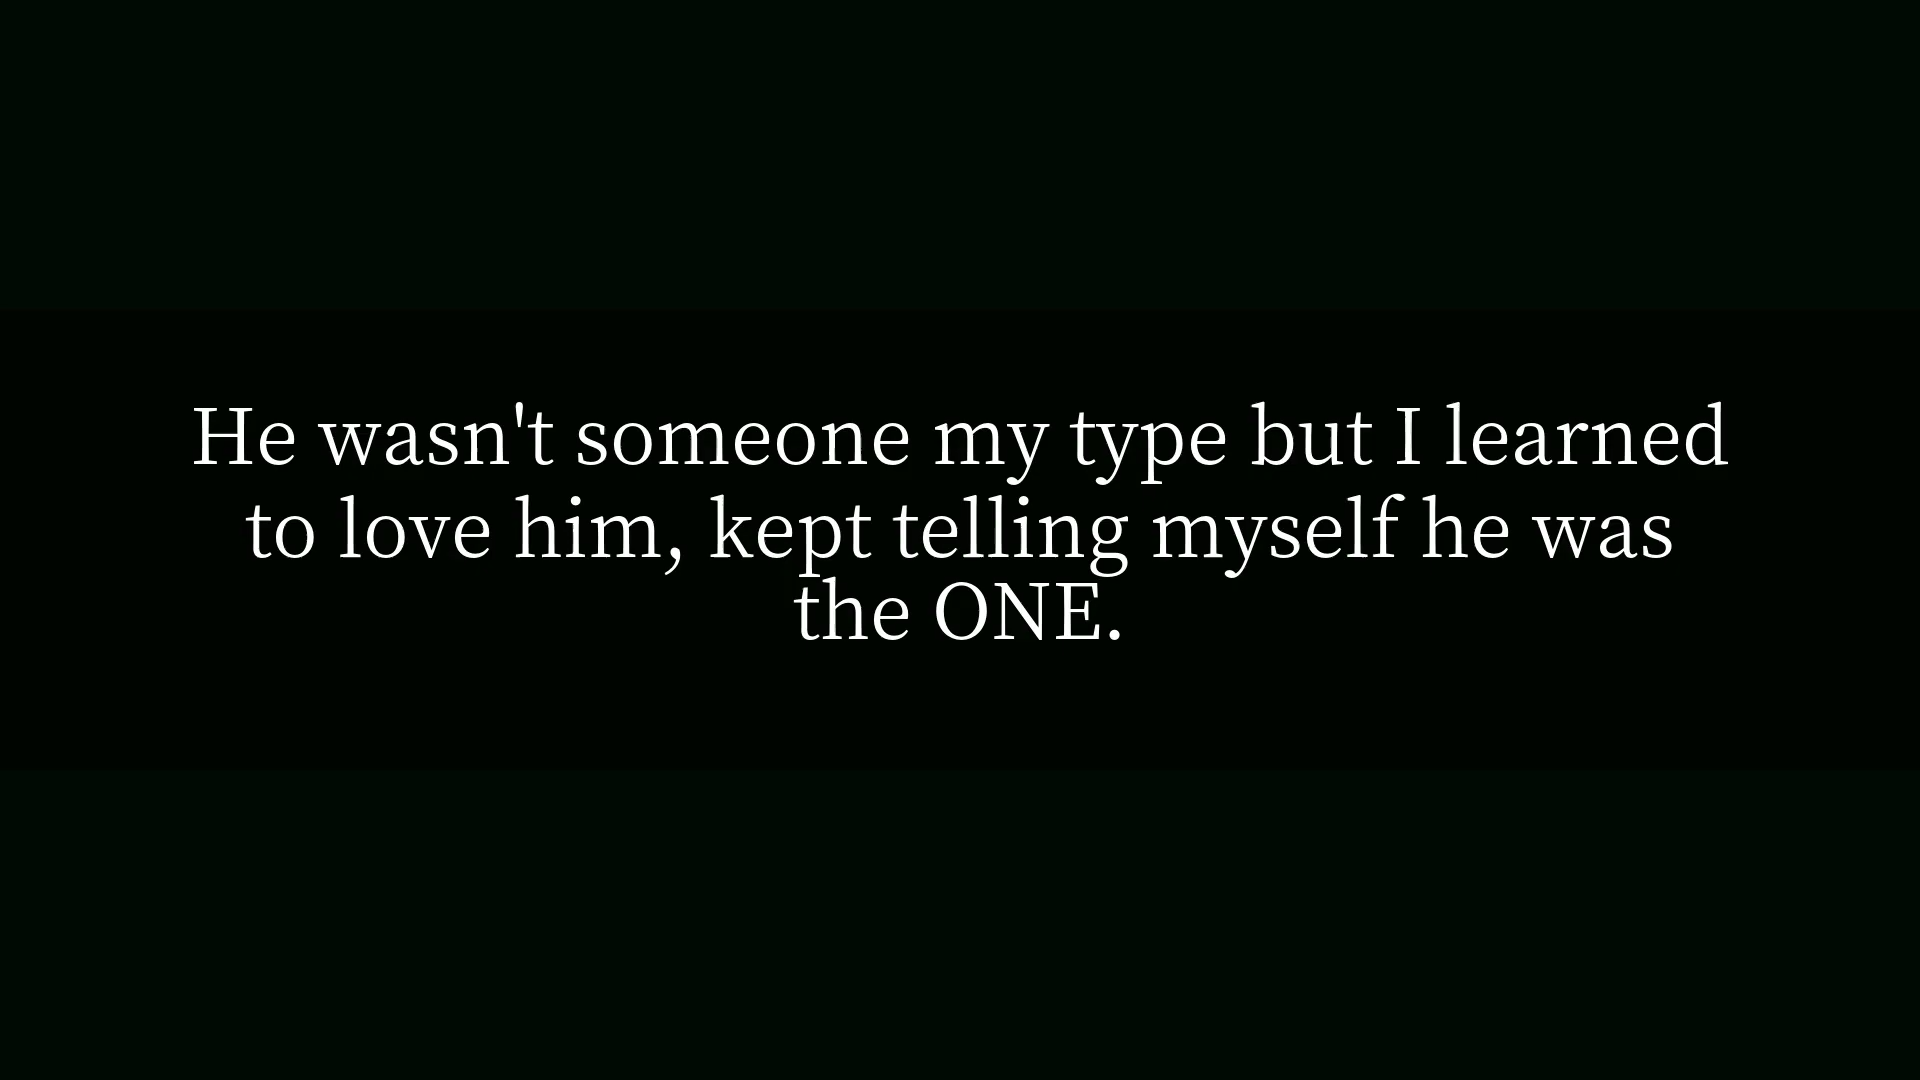 He wasn't someone my type but I learned
to love him, kept telling myself he was
the ONE.